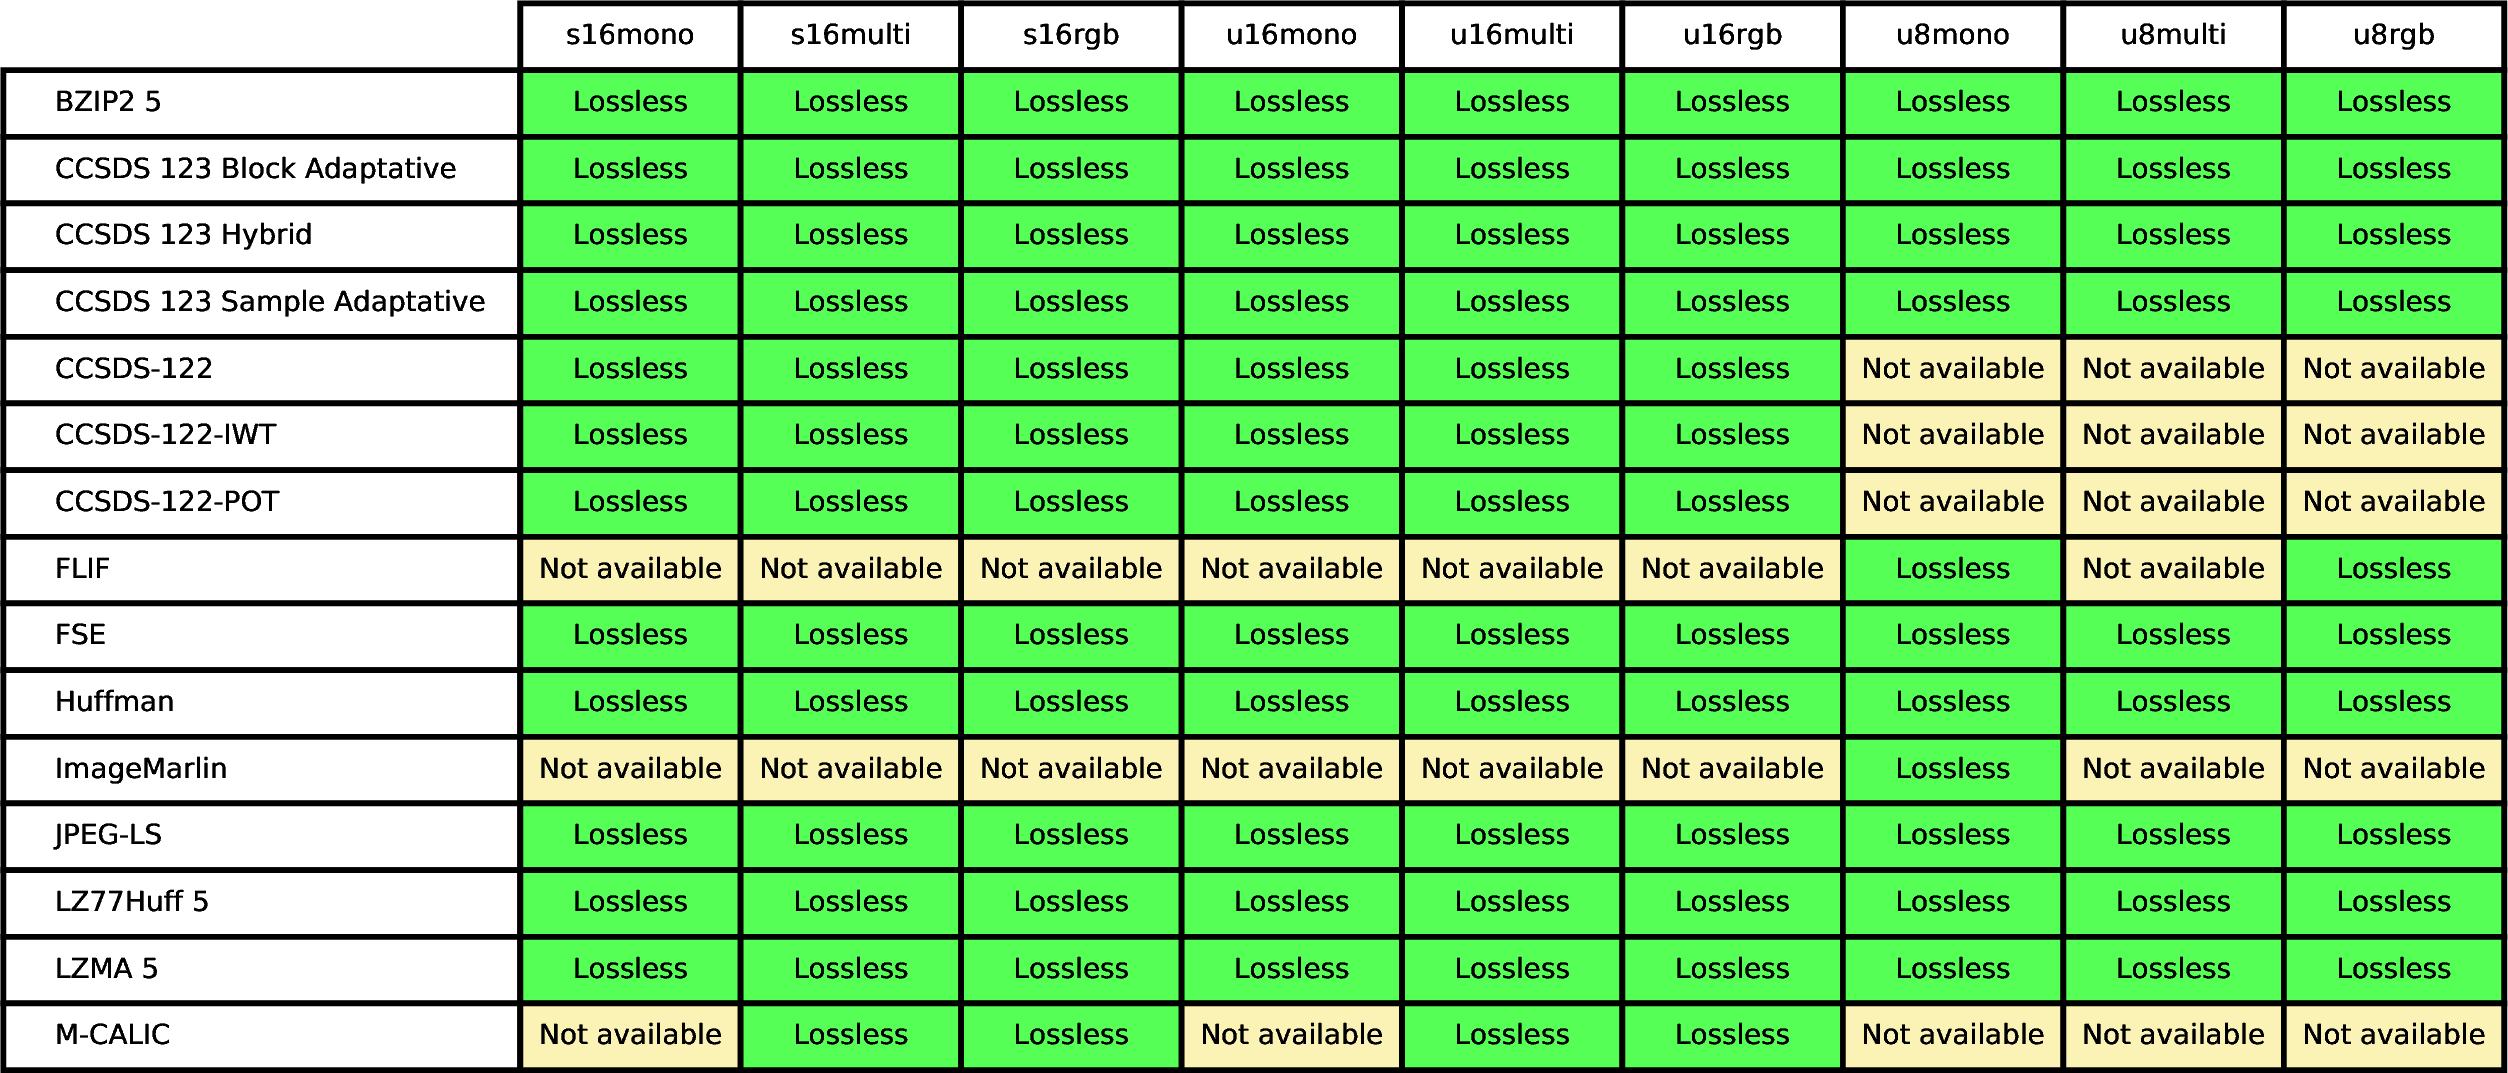 s16mono s16multi s16rgb u16mono u16multi u16rgb u8mono u8multi u8rgb
BZIP2 5 Lossless Lossless Lossless Lossless Lossless Lossless Lossless Lossless Lossless
CCSDS 123 Block Adaptative Lossless Lossless Lossless Lossless Lossless Lossless Lossless Lossless Lossless
CCSDS 123 Hybrid Lossless Lossless Lossless Lossless Lossless Lossless Lossless Lossless Lossless
CCSDS 123 Sample Adaptative Lossless Lossless Lossless Lossless Lossless Lossless Lossless Lossless Lossless
CCSDS-122 Lossless Lossless Lossless Lossless Lossless Lossless Not available Not available Not available
CCSDS-122-IWT Lossless Lossless Lossless Lossless Lossless Lossless Not available Not available Not available
CCSDS-122-POT Lossless Lossless Lossless Lossless Lossless Lossless Not available Not available Not available
FLIF Not available Not available Not available Not available Not available Not available Lossless Not available Lossless
FSE Lossless Lossless Lossless Lossless Lossless Lossless Lossless Lossless Lossless
Huffman Lossless Lossless Lossless Lossless Lossless Lossless Lossless Lossless Lossless
ImageMarlin Not available Not available Not available Not available Not available Not available Lossless Not available Not available
JPEG-LS Lossless Lossless Lossless Lossless Lossless Lossless Lossless Lossless Lossless
LZ77Huff 5 Lossless Lossless Lossless Lossless Lossless Lossless Lossless Lossless Lossless
LZMA 5 Lossless Lossless Lossless Lossless Lossless Lossless Lossless Lossless Lossless
M-CALIC Not available Lossless Lossless Not available Lossless Lossless Not available Not available Not available